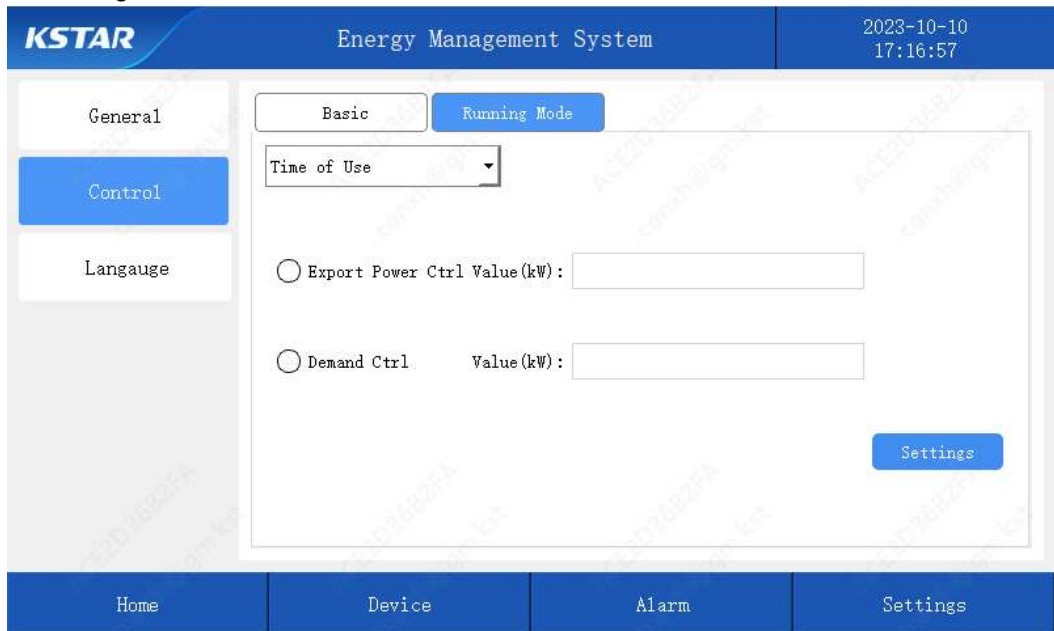 KSTAR
Energy Management System
2023-10-10
17:16:57
General
Control
Langauge
Basic
Running Mode
Time of Use
Export Power Ctrl Value(kW):
Demand Ctrl Value(kW):
Settings
Home
Device
Alarm
Settings